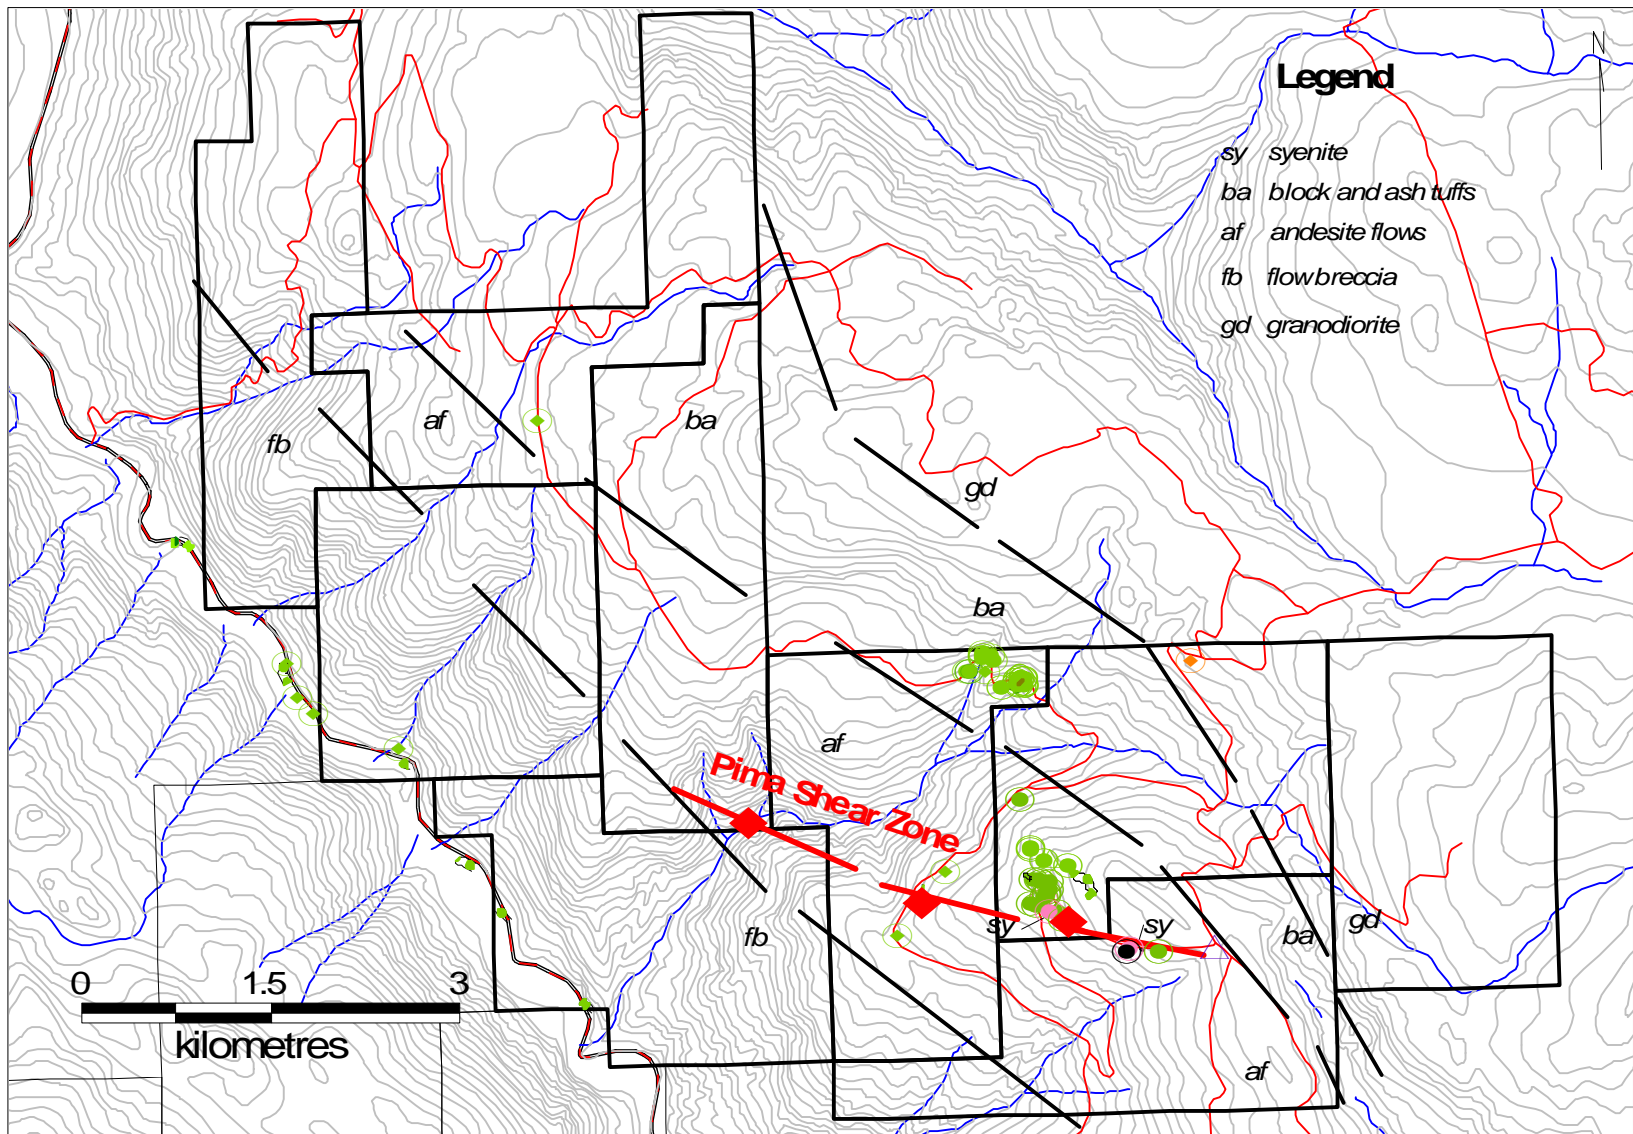 N
Legend
sy syenite
ba block and ash tuffs
af andesite flows
fb flow breccia
gd granodiorite
af
ba
fb
gd
ba
af
Pima Shear Zone
sy
sy
fb
ba
gd
af
0 1.5 3
kilometres